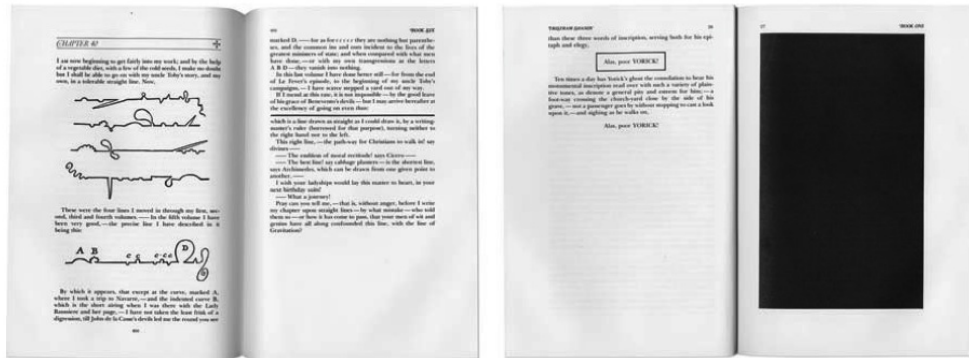 CHAPTER 40
I am now beginning to get fairly into my work; and by the help
of a vegetable diet, with a few of the cold seeds, I make no doubt
but I shall be able to go on with my uncle Toby's story, and my
own, in a tolerable straight line. Now,
These were the four lines I moved in through my first, sec-
ond, third and fourth volumes. — In the fifth volume I have
been very good, — the precise line I have described in it
being this:
A B c c c c c D
By which it appears, that except at the curve, marked A.
where I took a trip to Navarre, — and the indented curve B.
which is the short airing when I was there with the Lady
Baussiere and her page, — I have not taken the least frisk of a
digression, till John de la Casse's devils led me the round you see
BOOK SIX
marked D. — for as for c c c c c they are nothing but parenthe-
ses, and the common ins and outs incident to the lives of the
greatest ministers of state; and when compared with what men
have done, — or with my own transgressions at the letters
A B D — they vanish into nothing.
In this last volume I have done better still — for from the end
of Le Fever's episode, to the beginning of my uncle Toby's
campaigns, — I have scarce stepped a yard out of my way.
If I mend at this rate, it is not impossible — by the good leave
of his grace of Benevento's devils — but I may arrive hereafter at
the excellency of going on even thus:
which is a line drawn as straight as I could draw it, by a writing-
master's ruler (borrowed for that purpose), turning neither to
the right hand nor to the left.
This right line, — the path-way for Christians to walk in! say
divines —
— The emblem of moral rectitude! says Cicero —
— The best line! say cabbage planters — is the shortest line,
says Archimedes, which can be drawn from one given point to
another. —
I wish your ladyships would lay this matter to heart, in your
next birthday suits!
— What a journey!
Pray can you tell me, — that is, without anger, before I write
my chapter upon straight lines — by what mistake — who told
them so — or how it has come to pass, that your men of wit and
genius have all along confounded this line, with the line of
Gravitation?
TRISTRAM SHANDY
than these three words of inscription, serving both for his epi-
taph and elegy.
Alas, poor YORICK!
Ten times a day has Yorick's ghost the consolation to hear his
monumental inscription read over with such a variety of plain-
tive tones, as denote a general pity and esteem for him; — a
foot-way crossing the church-yard close by the side of his
grave, — not a passenger goes by without stopping to cast a look
upon it, — and sighing as he walks on,
Alas, poor YORICK!
BOOK ONE